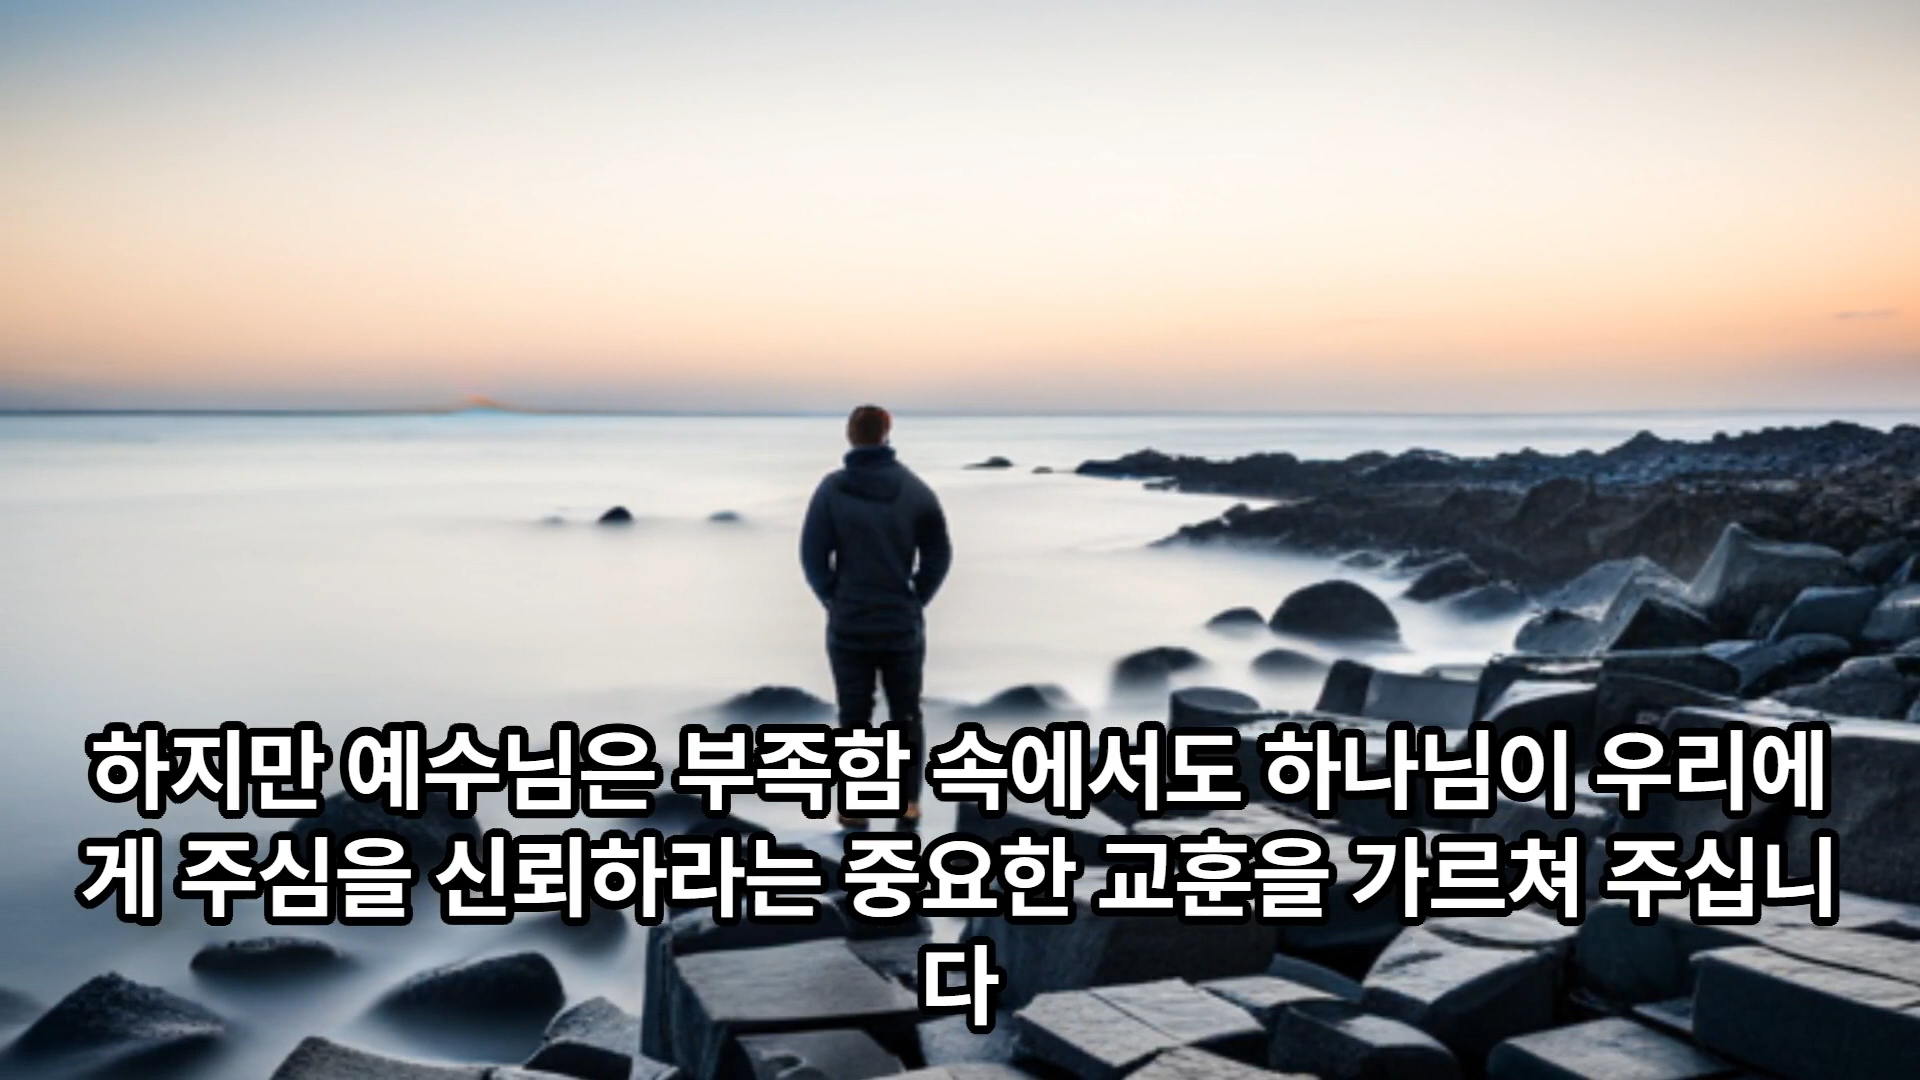 하지만 예수님은 부족함 속에서도 하나님이 우리에
게 주심을 신뢰하라는 중요한 교훈을 가르쳐 주십니
다